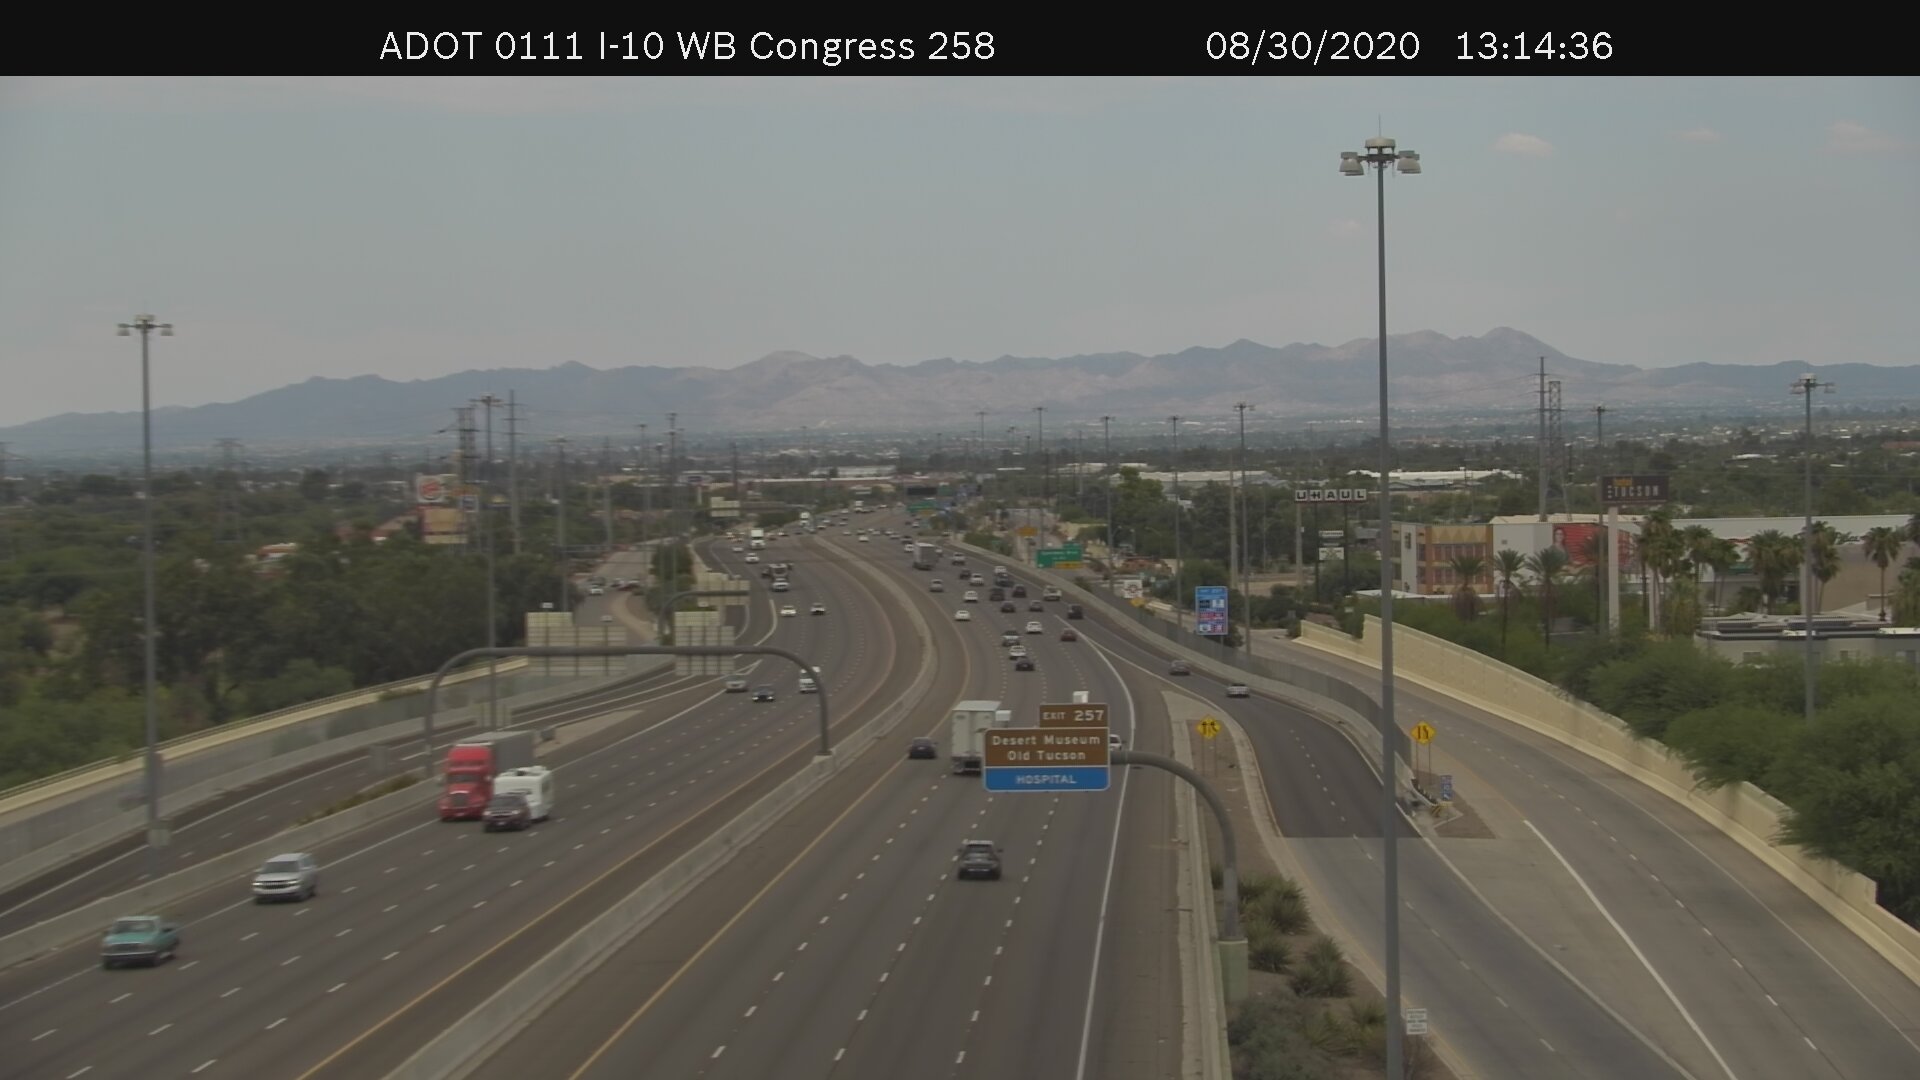 ADOT 0111 I-10 WB Congress 258 08/30/2020 13:14:36
U-HAUL
TUCSON
EXIT 257
Desert Museum
Old Tucson
HOSPITAL